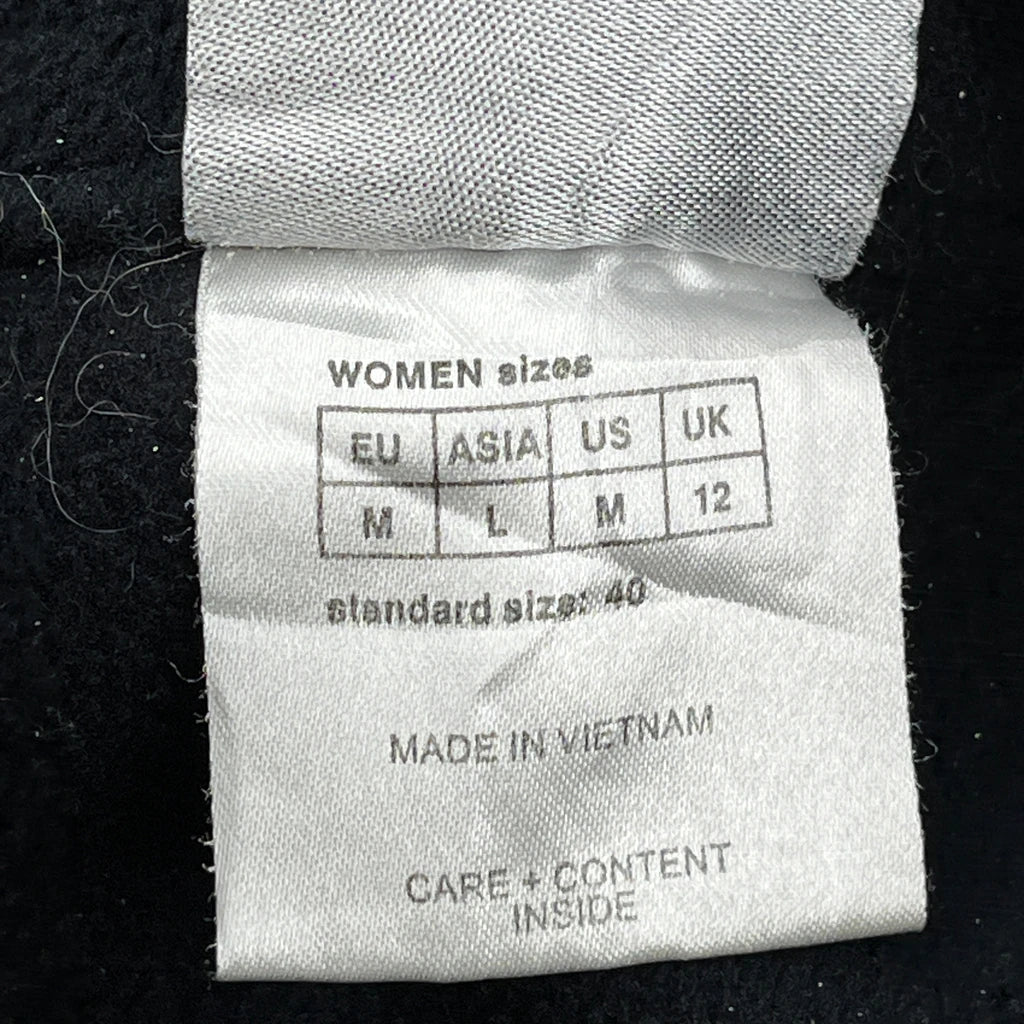 WOMEN sizes
EU ASIA US UK
M L M 12
standard size: 40
MADE IN VIETNAM
CARE + CONTENT
INSIDE